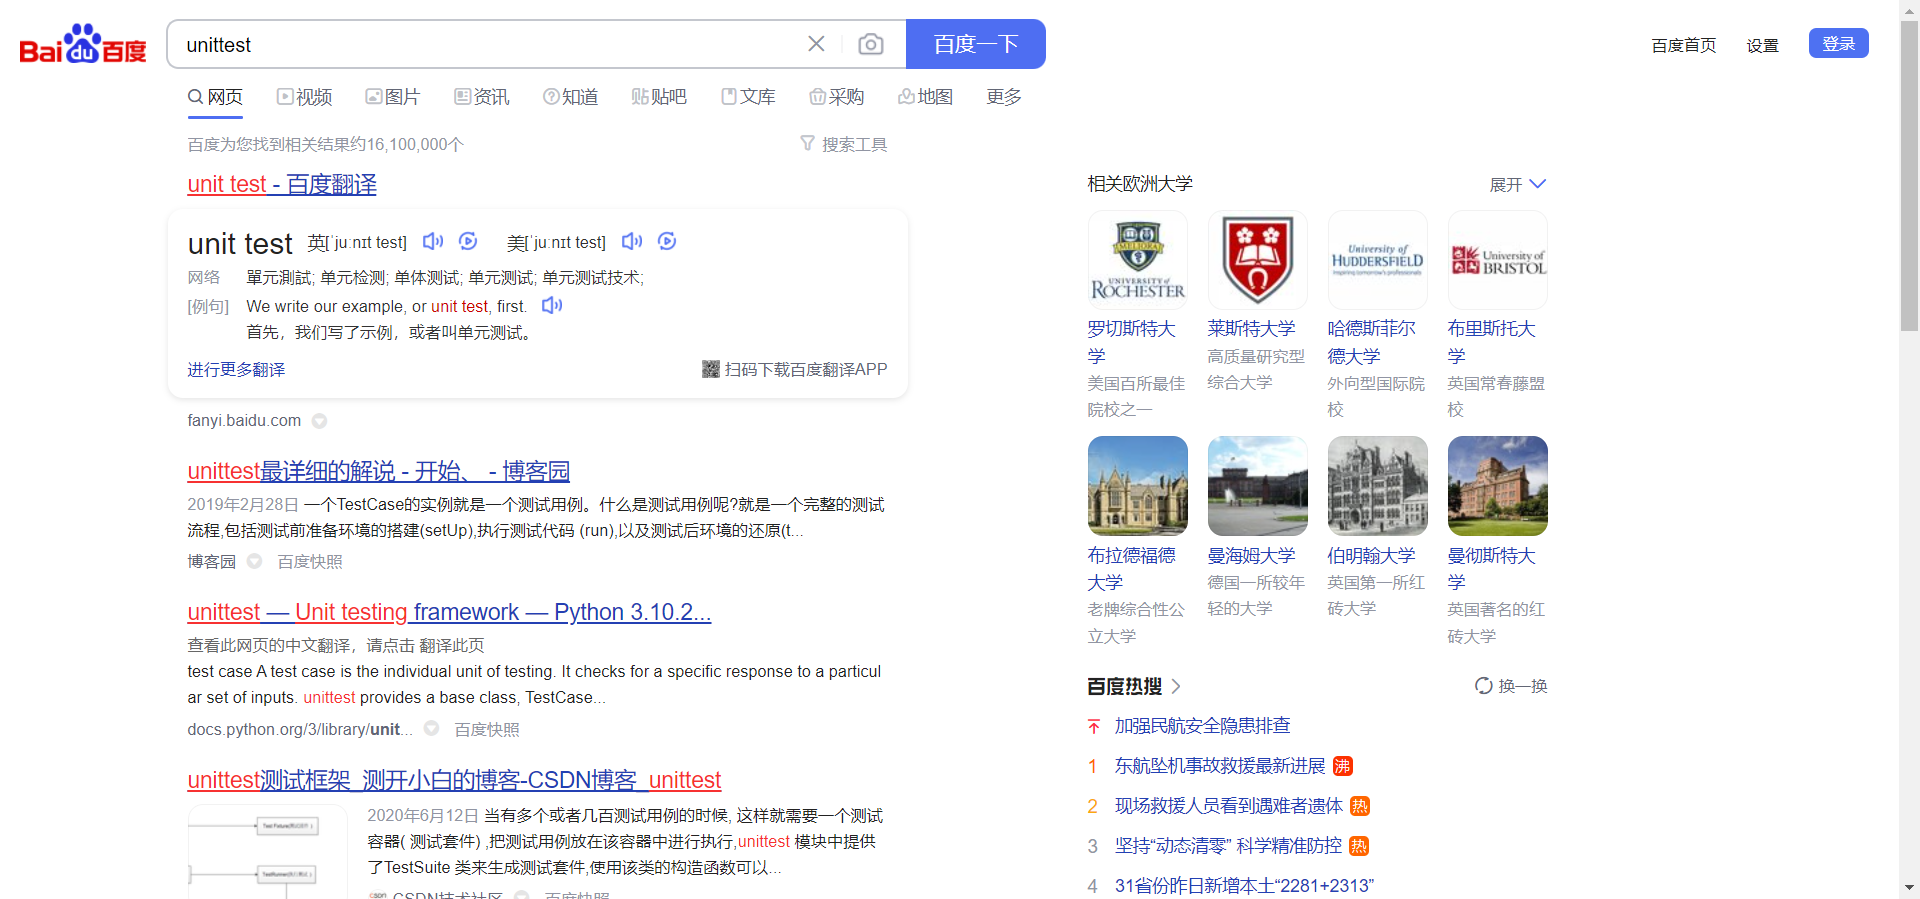 Bai du 百度
unittest
百度一下
百度首页 设置 登录
网页 视频 图片 资讯 知道 贴吧 文库 采购 地图 更多
百度为您找到相关结果约16,100,000个 搜索工具
unit test - 百度翻译
unit test 英[ˈjuːnɪt test] 美[ˈjuːnɪt test]
网络 單元測試; 单元检测; 单体测试; 单元测试; 单元测试技术;
[例句] We write our example, or unit test, first.
首先，我们写了示例，或者叫单元测试。
进行更多翻译 扫码下载百度翻译APP
fanyi.baidu.com
unittest最详细的解说 - 开始、 - 博客园
2019年2月28日 一个TestCase的实例就是一个测试用例。什么是测试用例呢?就是一个完整的测试
流程,包括测试前准备环境的搭建(setUp),执行测试代码 (run),以及测试后环境的还原(t...
博客园 百度快照
unittest — Unit testing framework — Python 3.10.2...
查看此网页的中文翻译，请点击 翻译此页
test case A test case is the individual unit of testing. It checks for a specific response to a particul
ar set of inputs. unittest provides a base class, TestCase...
docs.python.org/3/library/unit... 百度快照
unittest测试框架_测开小白的博客-CSDN博客_unittest
2020年6月12日 当有多个或者几百测试用例的时候, 这样就需要一个测试
容器( 测试套件) ,把测试用例放在该容器中进行执行,unittest 模块中提供
了TestSuite 类来生成测试套件,使用该类的构造函数可以...
CSDN技术社区 百度快照
相关欧洲大学 展开
MELIORA
UNIVERSITY of
ROCHESTER
University of
HUDDERSFIELD
Inspiring tomorrow's professionals
University of
BRISTOL
罗切斯特大
学
美国百所最佳
院校之一
莱斯特大学
高质量研究型
综合大学
哈德斯菲尔
德大学
外向型国际院
校
布里斯托大
学
英国常春藤盟
校
布拉德福德
大学
老牌综合性公
立大学
曼海姆大学
德国一所较年
轻的大学
伯明翰大学
英国第一所红
砖大学
曼彻斯特大
学
英国著名的红
砖大学
百度热搜 换一换
加强民航安全隐患排查
1 东航坠机事故救援最新进展 沸
2 现场救援人员看到遇难者遗体 热
3 坚持“动态清零” 科学精准防控 热
4 31省份昨日新增本土“2281+2313”